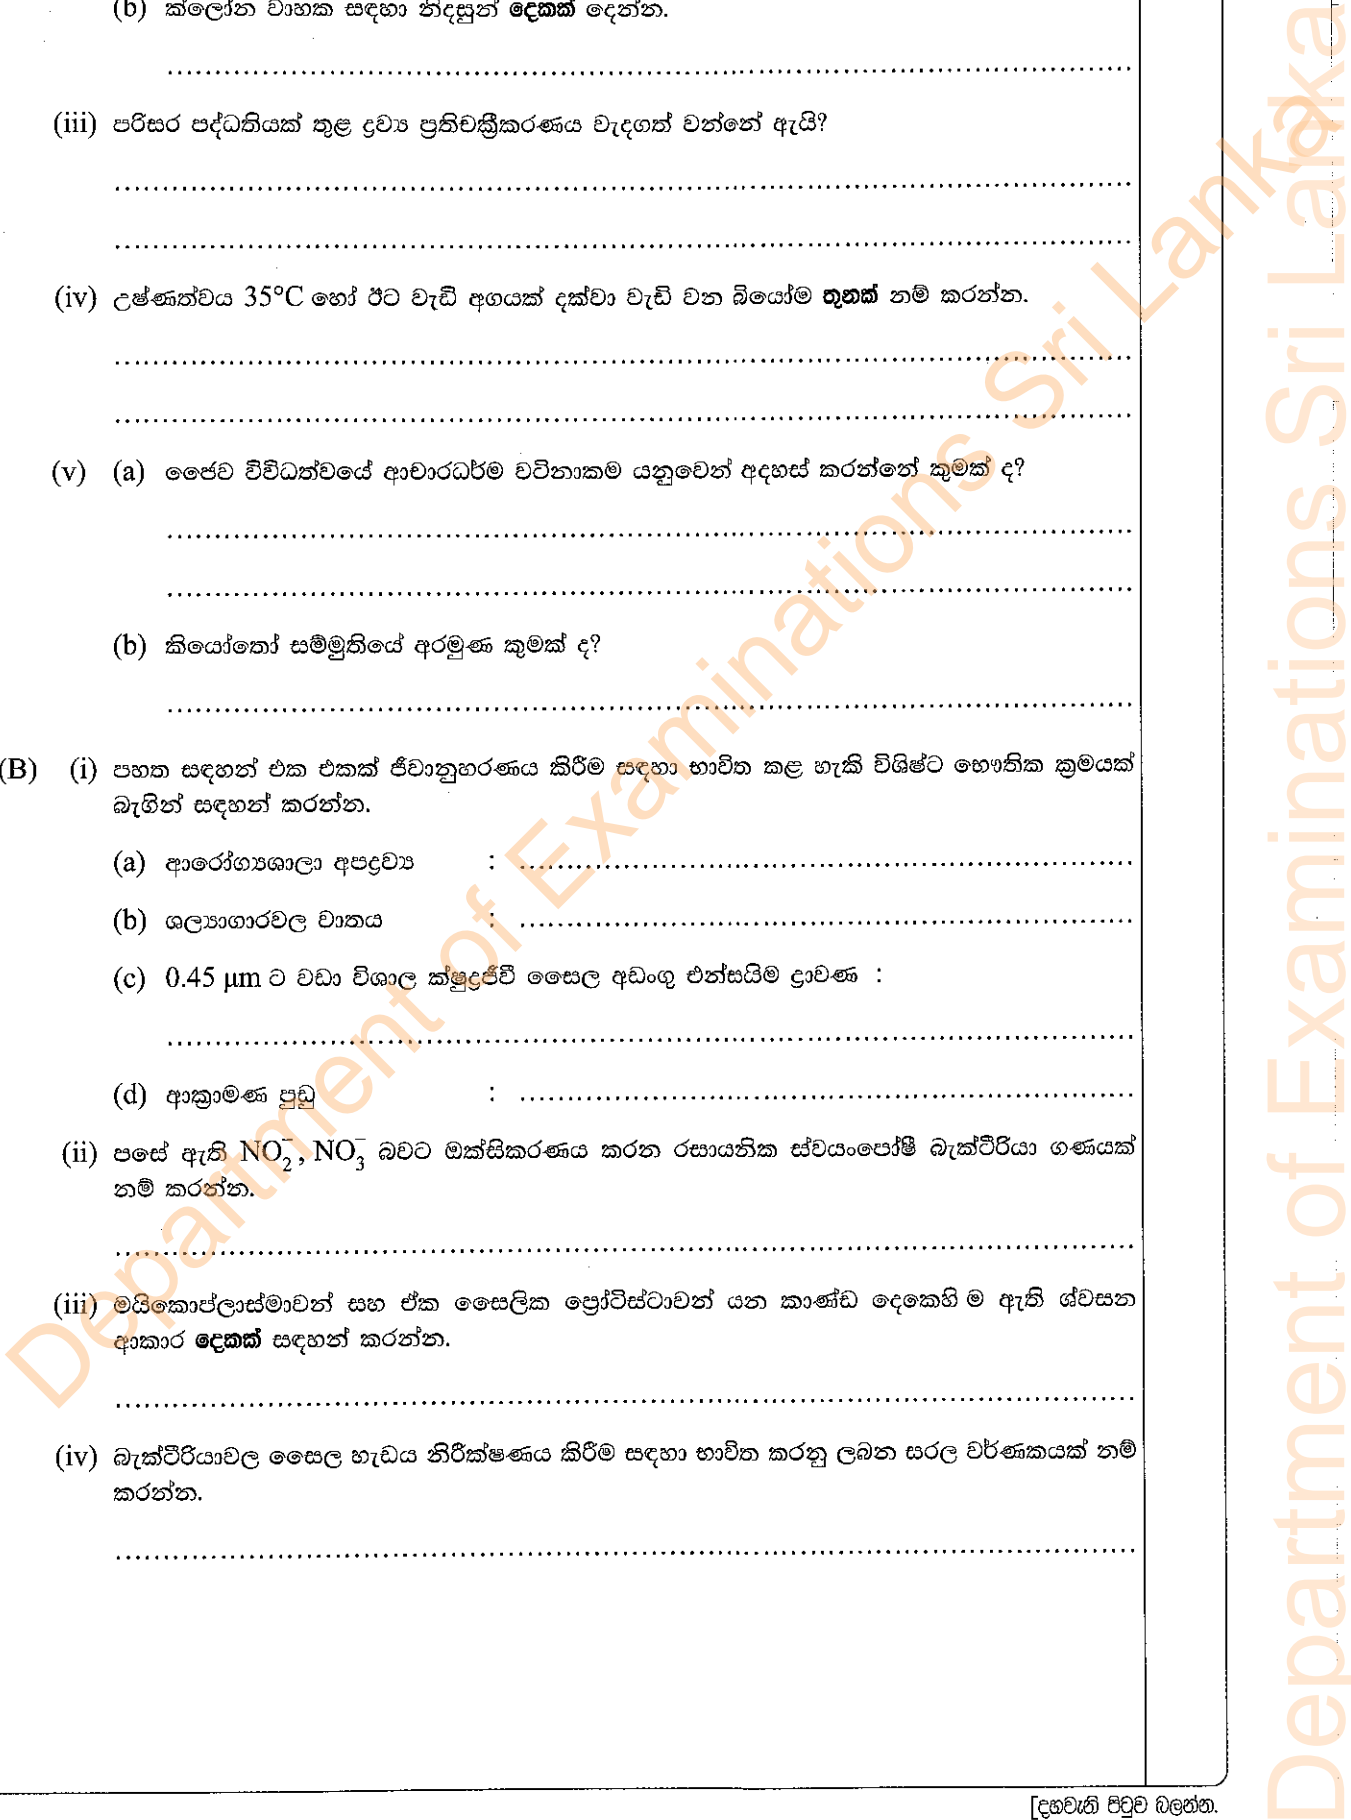 (b) ක්ලෝන වාහක සඳහා නිදසුන් දෙකක් දෙන්න.
(iii) පරිසර පද්ධතියක් තුළ ද්‍රව්‍ය ප්‍රතිචක්‍රීකරණය වැදගත් වන්නේ ඇයි?
(iv) උෂ්ණත්වය 35°C හෝ ඊට වැඩි අගයක් දක්වා වැඩි වන බියෝම තුනක් නම් කරන්න.
(v) (a) ජෛව විවිධත්වයේ ආචාරධර්ම වටිනාකම යනුවෙන් අදහස් කරන්නේ කුමක් ද?
(b) කියෝතෝ සම්මුතියේ අරමුණ කුමක් ද?
(B) (i) පහත සඳහන් එක එකක් ජීවානුහරණය කිරීම සඳහා භාවිත කළ හැකි විශිෂ්ට භෞතික ක්‍රමයක්
බැගින් සඳහන් කරන්න.
(a) ආරෝග්‍යශාලා අපද්‍රව්‍ය :
(b) ශල්‍යාගාරවල වාතය :
(c) 0.45 μm ට වඩා විශාල ක්ෂුද්‍රජීවී සෛල අඩංගු එන්සයිම ද්‍රාවණ :
(d) ආක්‍රාමණ පුඩු :
(ii) පසේ ඇති NO₂⁻, NO₃⁻ බවට ඔක්සිකරණය කරන රසායනික ස්වයංපෝෂී බැක්ටීරියා ගණයක්
නම් කරන්න.
(iii) මයිකොප්ලාස්මාවන් සහ ඒක සෛලික ප්‍රෝටිස්ටාවන් යන කාණ්ඩ දෙකෙහි ම ඇති ශ්වසන
ආකාර දෙකක් සඳහන් කරන්න.
(iv) බැක්ටීරියාවල සෛල හැඩය නිරීක්ෂණය කිරීම සඳහා භාවිත කරනු ලබන සරල වර්ණකයක් නම්
කරන්න.
[දහවැනි පිටුව බලන්න.
Department of Examinations Sri Lanka
Department of Examinations Sri Lanka